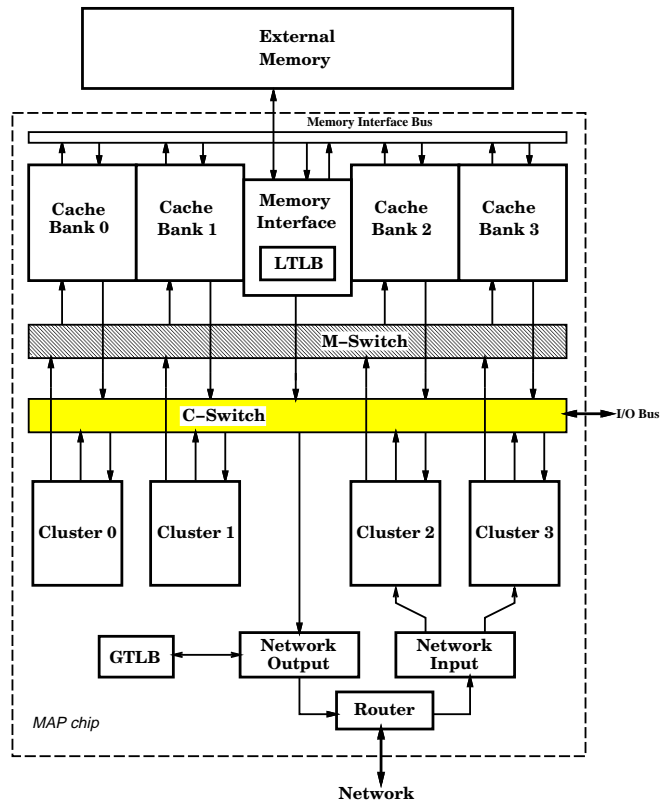 External
Memory
Memory Interface Bus
Cache
Bank 0
Cache
Bank 1
Memory
Interface
LTLB
Cache
Bank 2
Cache
Bank 3
M-Switch
C-Switch
I/O Bus
Cluster 0
Cluster 1
Cluster 2
Cluster 3
GTLB
Network
Output
Network
Input
Router
MAP chip
Network